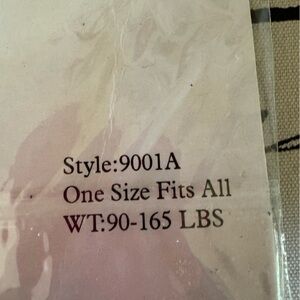 Style:9001A
One Size Fits All
WT:90-165 LBS